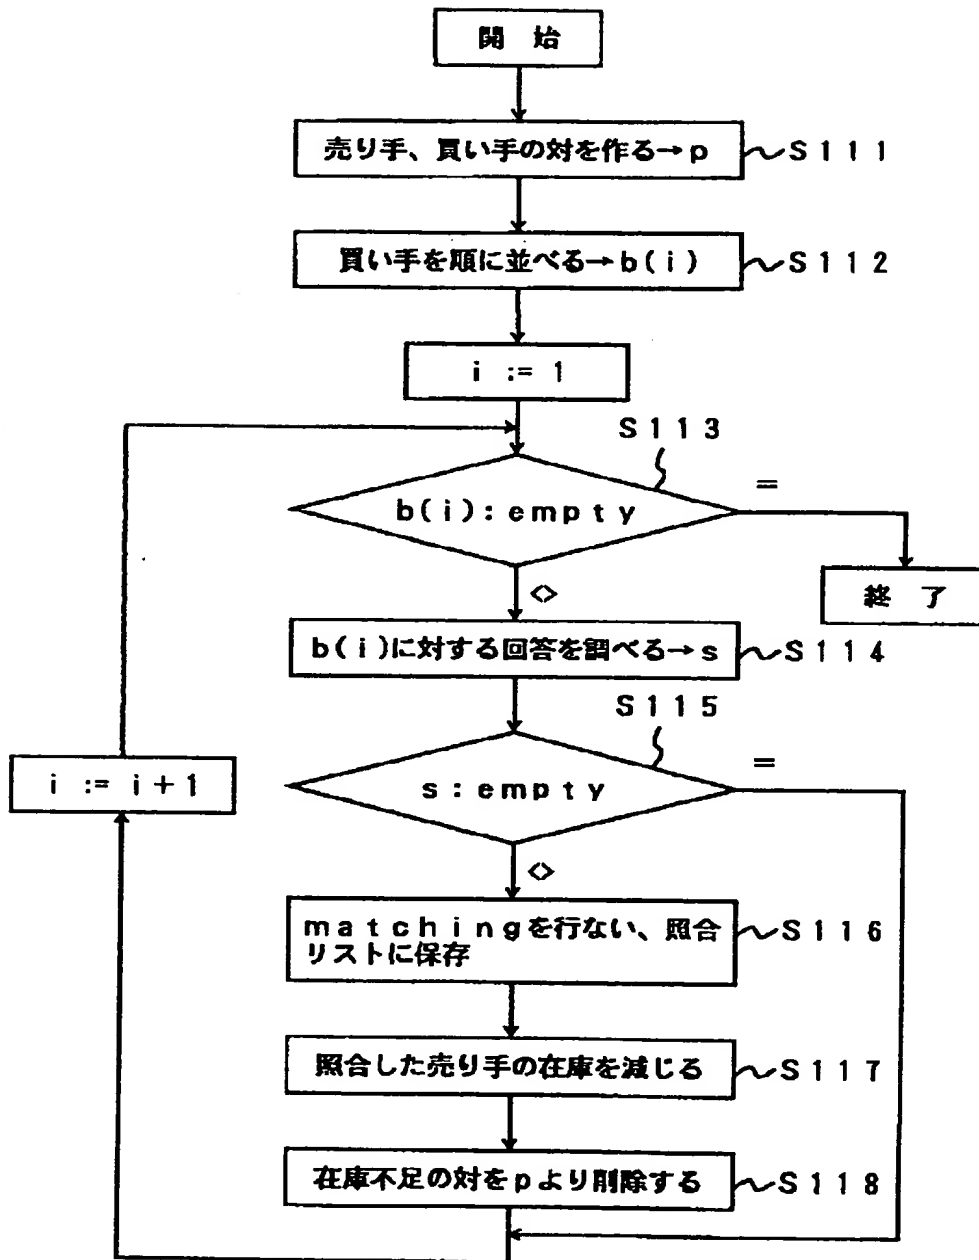 開 始
売り手、買い手の対を作る→p
S111
買い手を順に並べる→b(i)
S112
i := 1
S113
b(i):empty
=
<>
終 了
b(i)に対する回答を調べる→s
S114
S115
s:empty
=
<>
i := i+1
matchingを行ない、照合
リストに保存
S116
照合した売り手の在庫を減じる
S117
在庫不足の対をpより削除する
S118